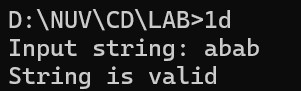 D:\NUV\CD\LAB>1d
Input string: abab
String is valid